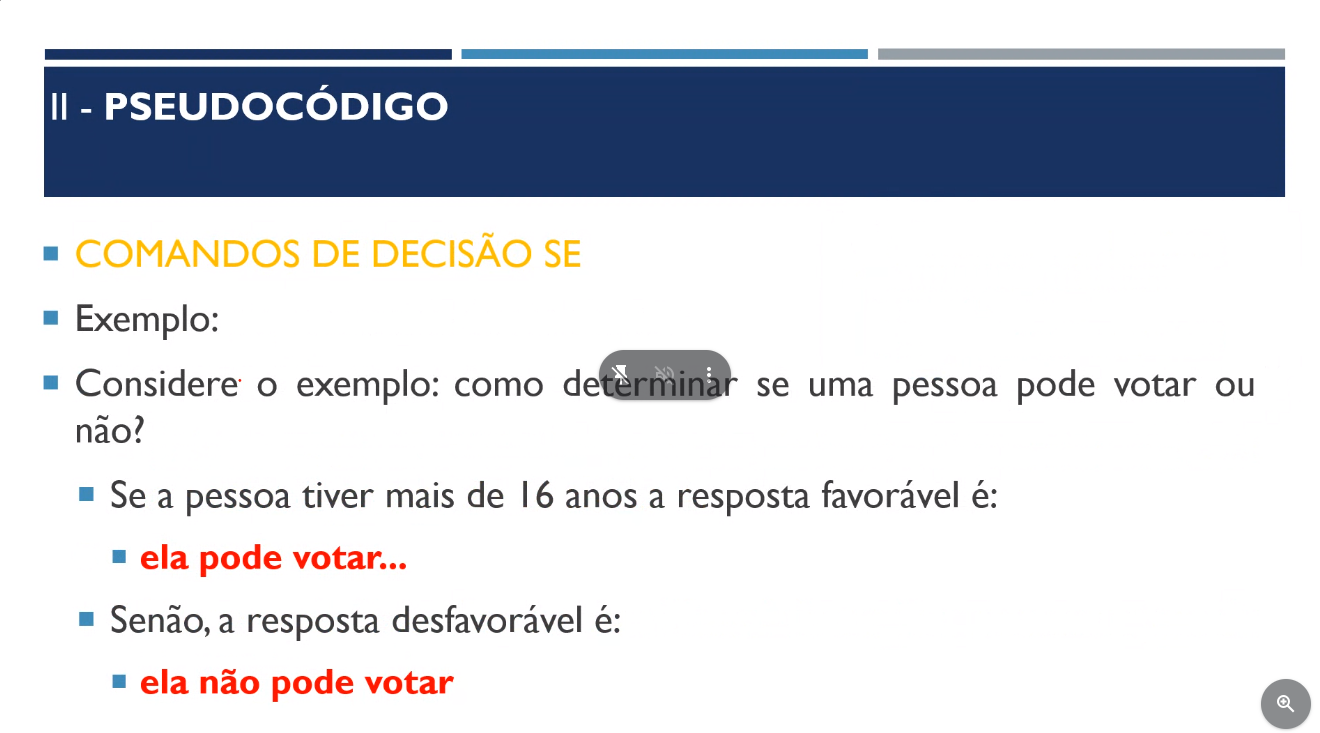 II - PSEUDOCÓDIGO
COMANDOS DE DECISÃO SE
Exemplo:
Considere o exemplo: como determinar se uma pessoa pode votar ou
não?
Se a pessoa tiver mais de 16 anos a resposta favorável é:
ela pode votar...
Senão, a resposta desfavorável é:
ela não pode votar